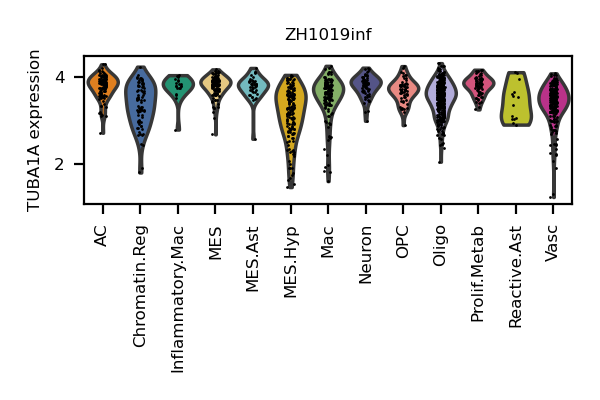 ZH1019inf
TUBA1A expression
4
2
AC
Chromatin.Reg
Inflammatory.Mac
MES
MES.Ast
MES.Hyp
Mac
Neuron
OPC
Oligo
Prolif.Metab
Reactive.Ast
Vasc